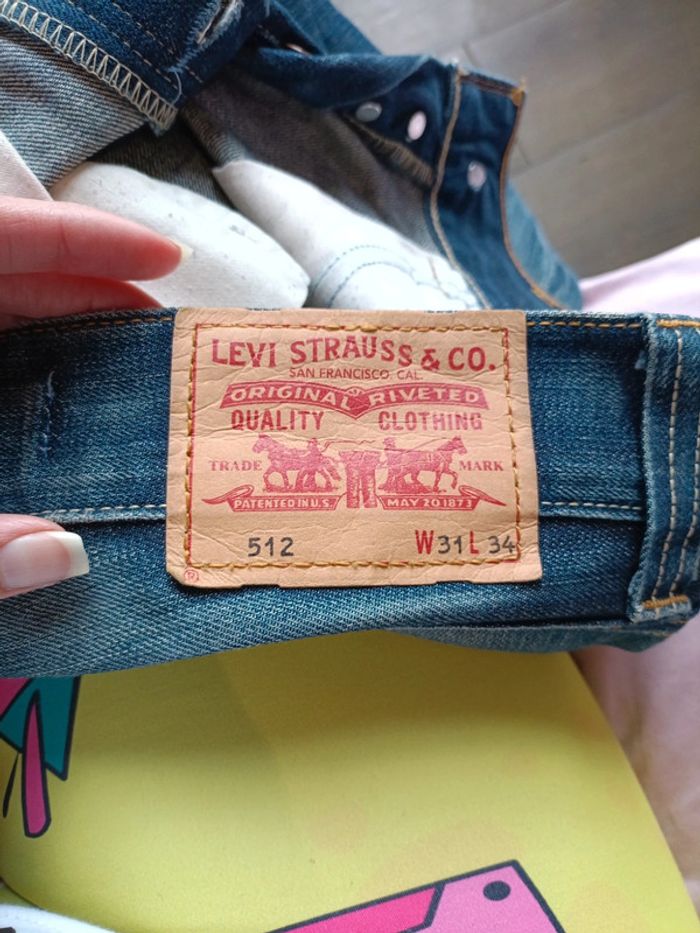 LEVI STRAUSS & CO.
SAN FRANCISCO, CAL.
ORIGINAL RIVETED
QUALITY CLOTHING
TRADE MARK
PATENTED IN U.S. MAY 20 1873
512 W31 L 34
®